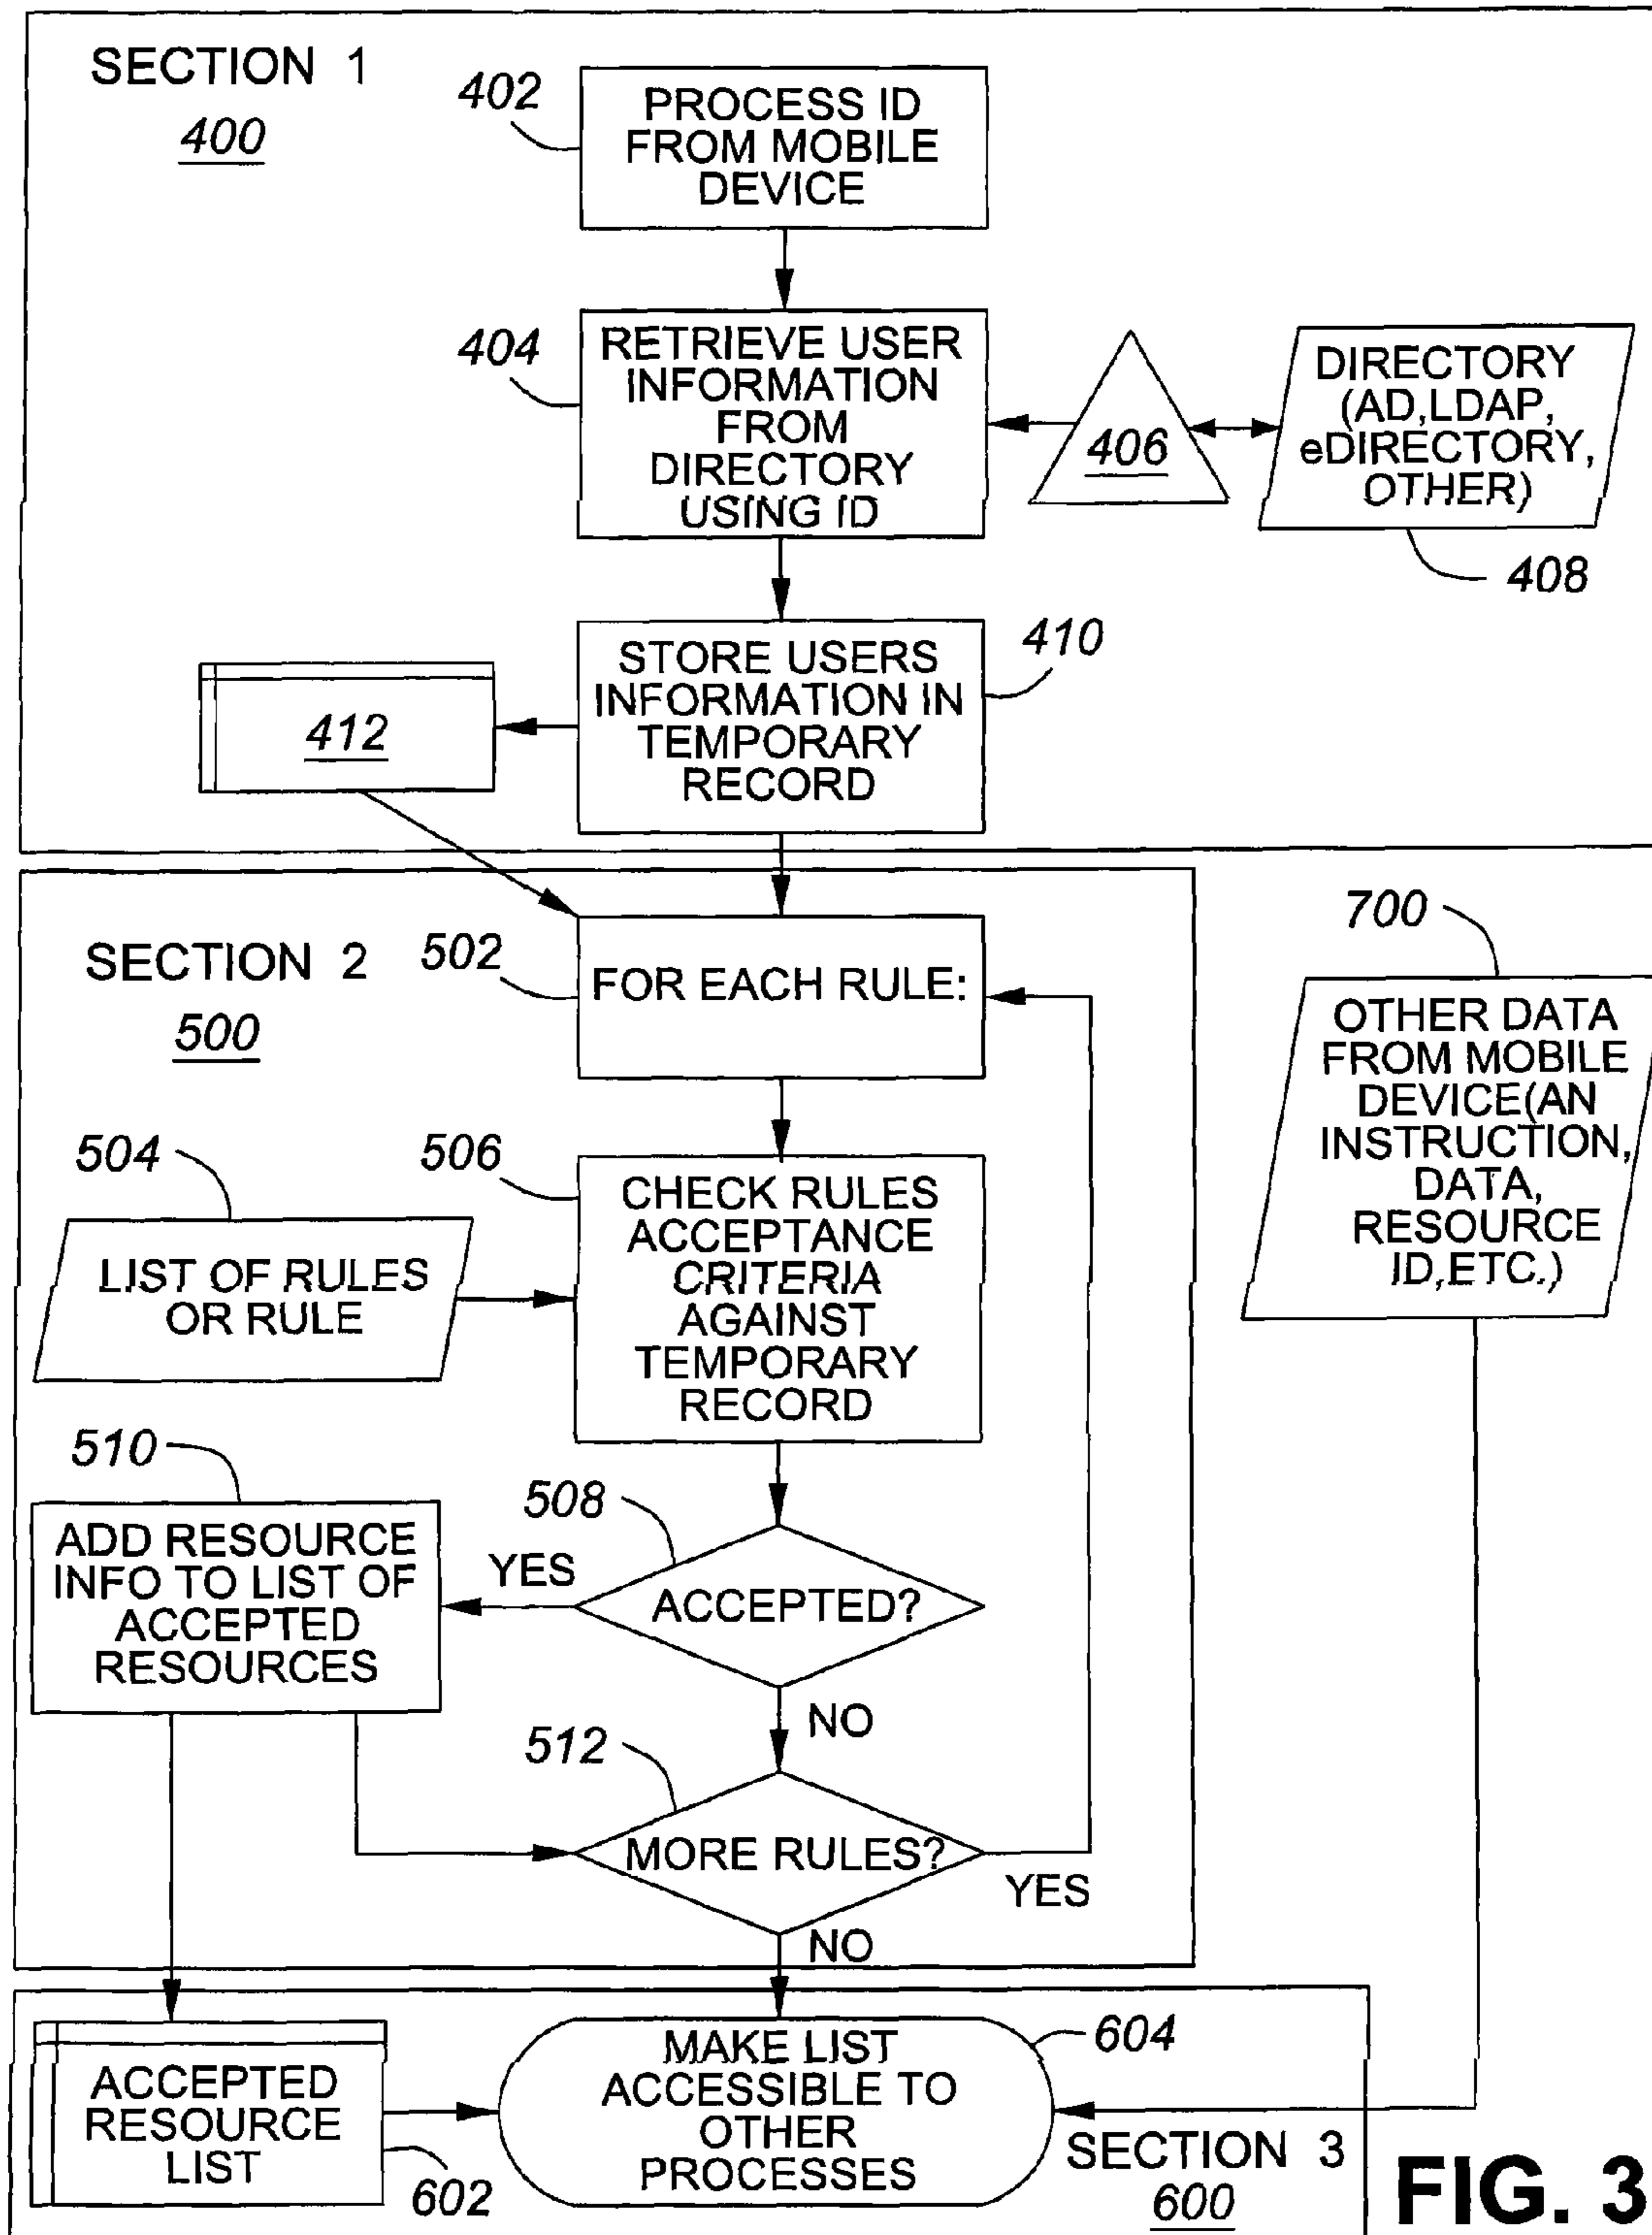 SECTION 1
400
402
PROCESS ID
FROM MOBILE
DEVICE
404
RETRIEVE USER
INFORMATION
FROM
DIRECTORY
USING ID
406
DIRECTORY
(AD,LDAP,
eDIRECTORY,
OTHER)
408
410
STORE USERS
INFORMATION IN
TEMPORARY
RECORD
412
SECTION 2
500
502
FOR EACH RULE:
700
OTHER DATA
FROM MOBILE
DEVICE(AN
INSTRUCTION,
DATA,
RESOURCE
ID,ETC.)
504
LIST OF RULES
OR RULE
506
CHECK RULES
ACCEPTANCE
CRITERIA
AGAINST
TEMPORARY
RECORD
510
ADD RESOURCE
INFO TO LIST OF
ACCEPTED
RESOURCES
508
YES
ACCEPTED?
NO
512
MORE RULES?
YES
NO
ACCEPTED
RESOURCE
LIST
602
MAKE LIST
ACCESSIBLE TO
OTHER
PROCESSES
604
SECTION 3
600
FIG. 3